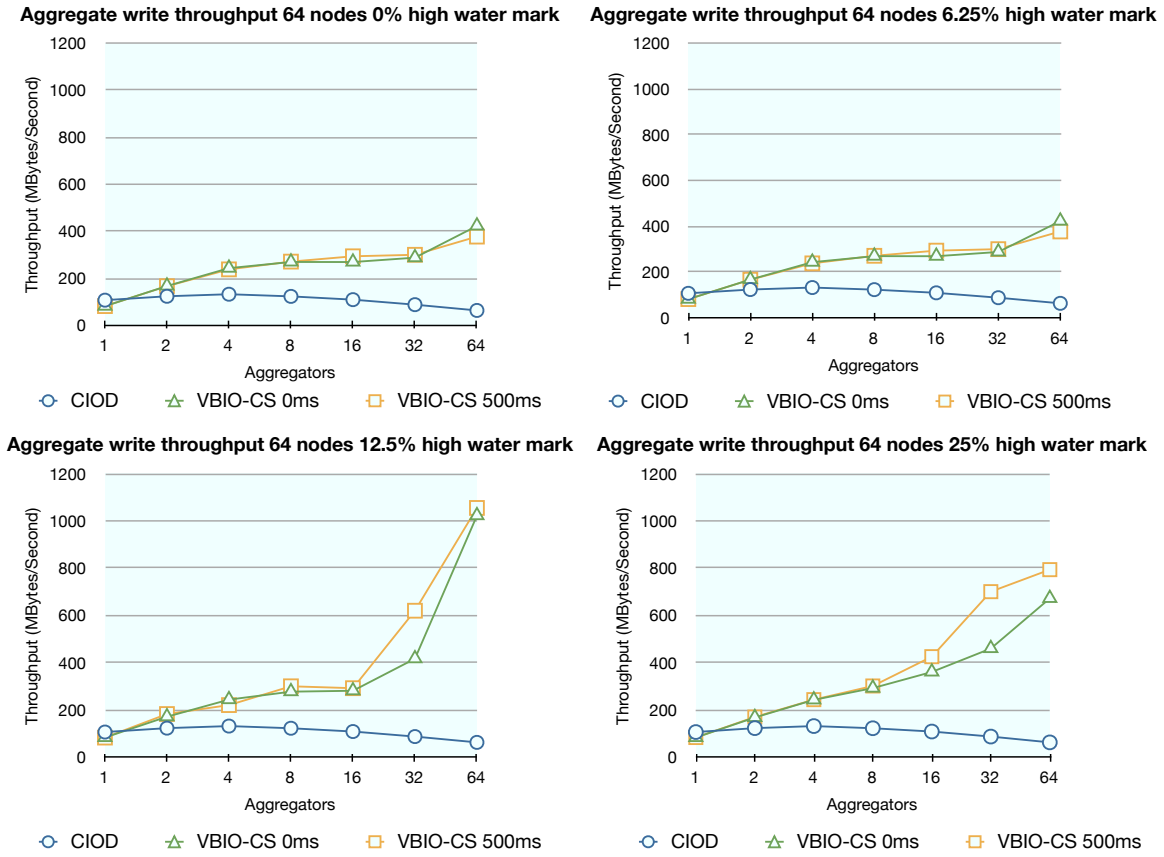 Aggregate write throughput 64 nodes 0% high water mark
1200
1000
800
600
400
200
0
Throughput (MBytes/Second)
1 2 4 8 16 32 64
Aggregators
CIOD VBIO-CS 0ms VBIO-CS 500ms
Aggregate write throughput 64 nodes 6.25% high water mark
1200
1000
800
600
400
200
0
Throughput (MBytes/Second)
1 2 4 8 16 32 64
Aggregators
CIOD VBIO-CS 0ms VBIO-CS 500ms
Aggregate write throughput 64 nodes 12.5% high water mark
1200
1000
800
600
400
200
0
Throughput (MBytes/Second)
1 2 4 8 16 32 64
Aggregators
CIOD VBIO-CS 0ms VBIO-CS 500ms
Aggregate write throughput 64 nodes 25% high water mark
1200
1000
800
600
400
200
0
Throughput (MBytes/Second)
1 2 4 8 16 32 64
Aggregators
CIOD VBIO-CS 0ms VBIO-CS 500ms